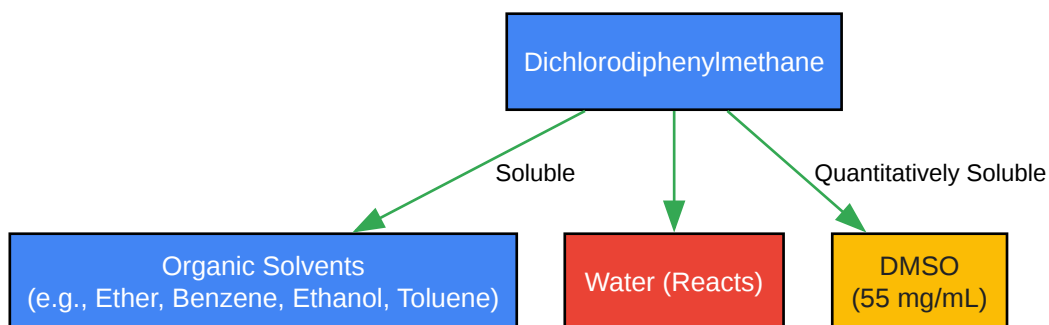 Dichlorodiphenylmethane
Soluble
Quantitatively Soluble
Organic Solvents
(e.g., Ether, Benzene, Ethanol, Toluene)
Water (Reacts)
DMSO
(55 mg/mL)